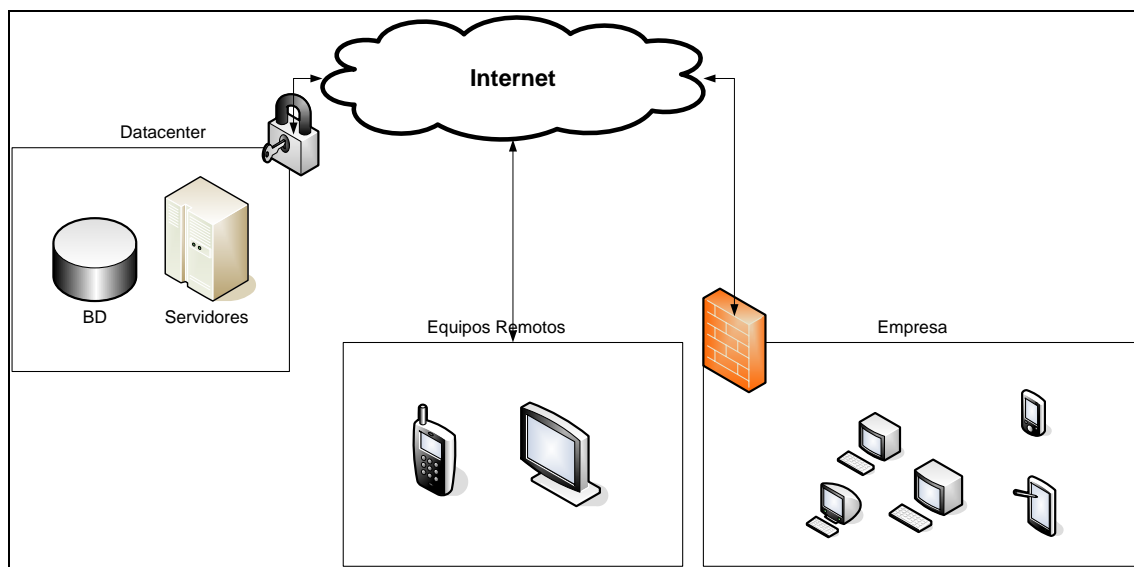 Internet
Datacenter
BD
Servidores
Equipos Remotos
Empresa